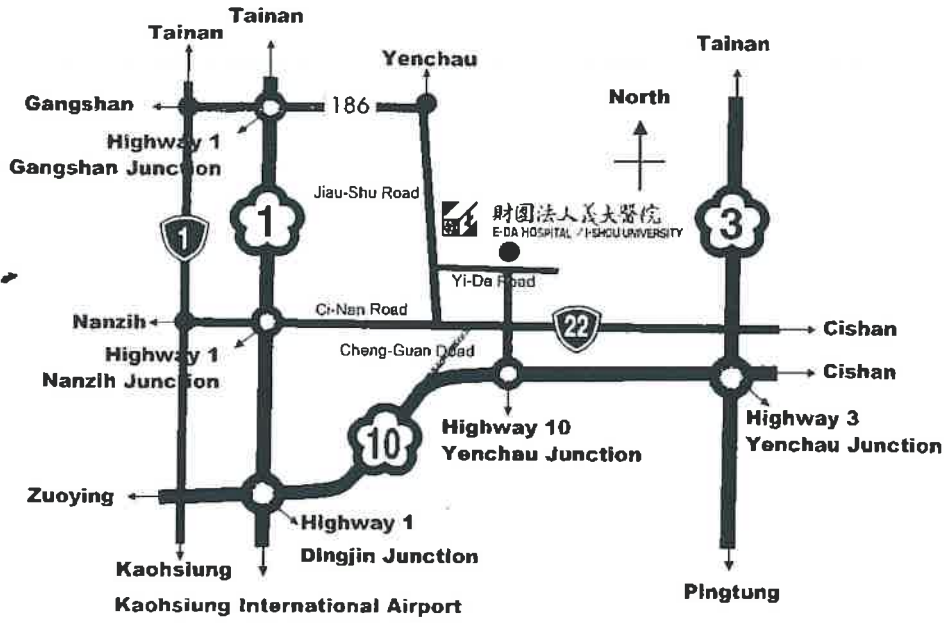 Tainan
Tainan
Tainan
Yenchau
Gangshan
186
North
Highway 1
Gangshan Junction
Jiau-Shu Road
財團法人義大醫院
E-DA HOSPITAL / I-SHOU UNIVERSITY
1
1
3
Yi-Da Road
Ci-Nan Road
22
Nanzih
Cishan
Highway 1
Nanzih Junction
Cheng-Guan Road
Cishan
10
Highway 10
Yenchau Junction
Highway 3
Yenchau Junction
Zuoying
Highway 1
Dingjin Junction
Kaohsiung
Kaohsiung International Airport
Pingtung